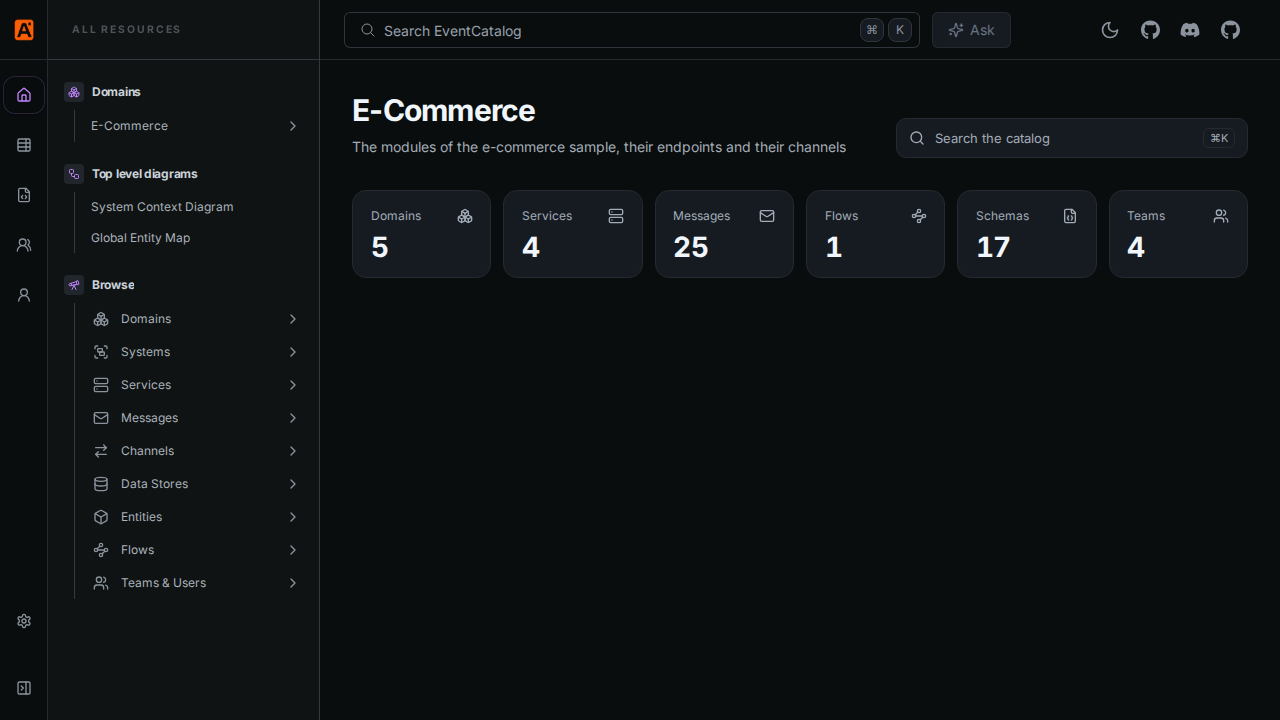 A
ALL RESOURCES
Search EventCatalog
⌘ K
Ask
Domains
E-Commerce
Top level diagrams
System Context Diagram
Global Entity Map
Browse
Domains
Systems
Services
Messages
Channels
Data Stores
Entities
Flows
Teams & Users
E-Commerce
The modules of the e-commerce sample, their endpoints and their channels
Search the catalog
⌘K
Domains
5
Services
4
Messages
25
Flows
1
Schemas
17
Teams
4